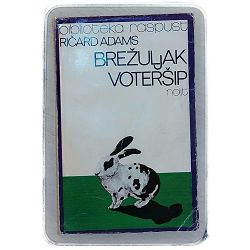 biblioteka raspust
RIČARD ADAMS
BREŽULJAK
VOTERŠIP
nolit